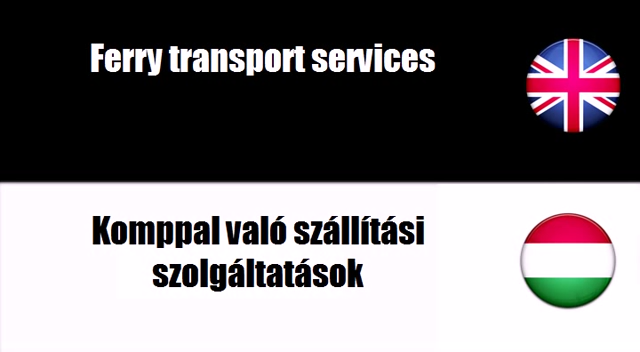 Ferry transport services
Komppal való szállítási
szolgáltatások